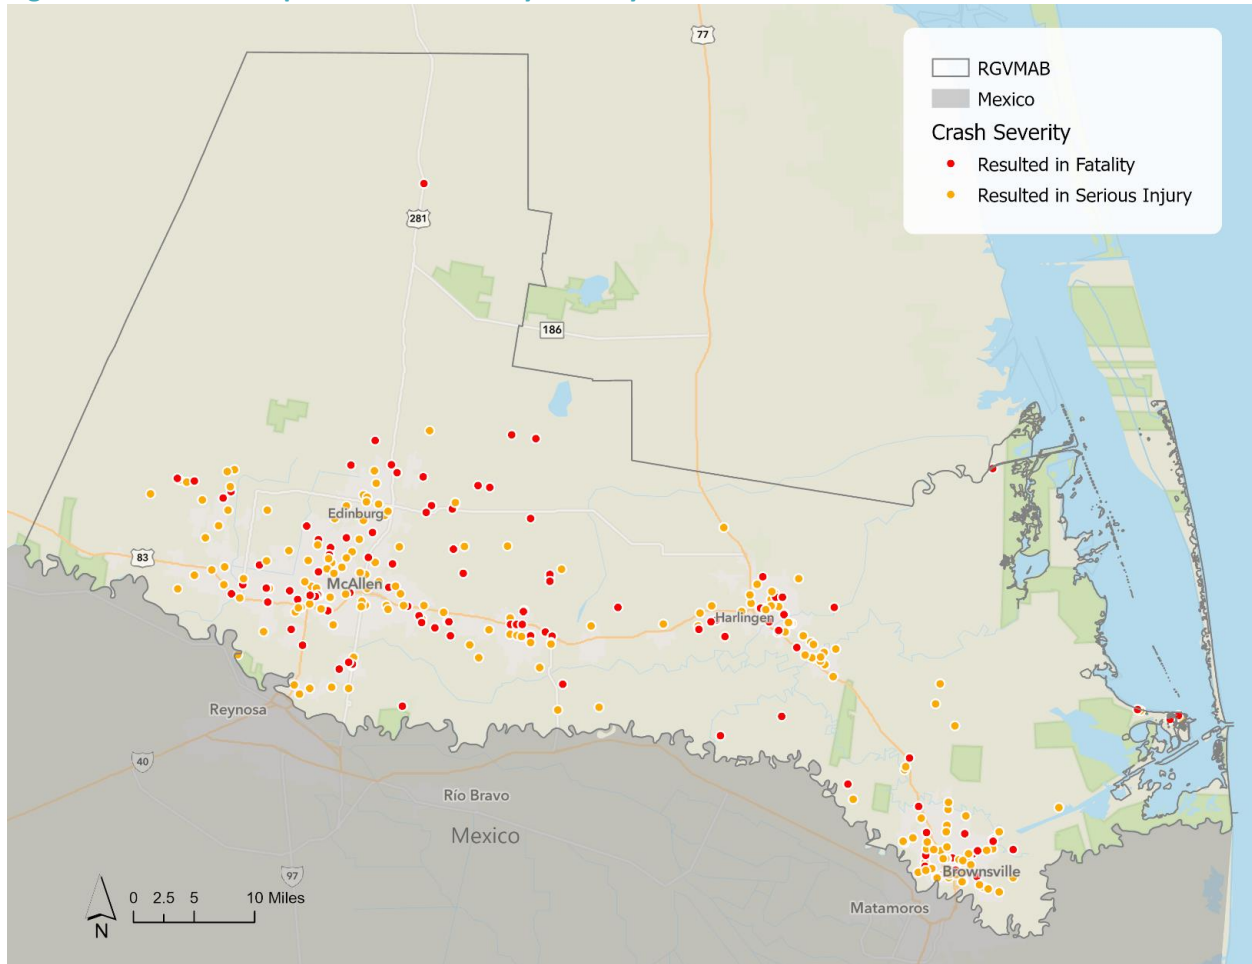 77
RGVMAB
Mexico
Crash Severity
Resulted in Fatality
Resulted in Serious Injury
281
186
Edinburg
83
McAllen
Harlingen
Reynosa
40
Río Bravo
Mexico
97
Brownsville
Matamoros
0 2.5 5 10 Miles
N